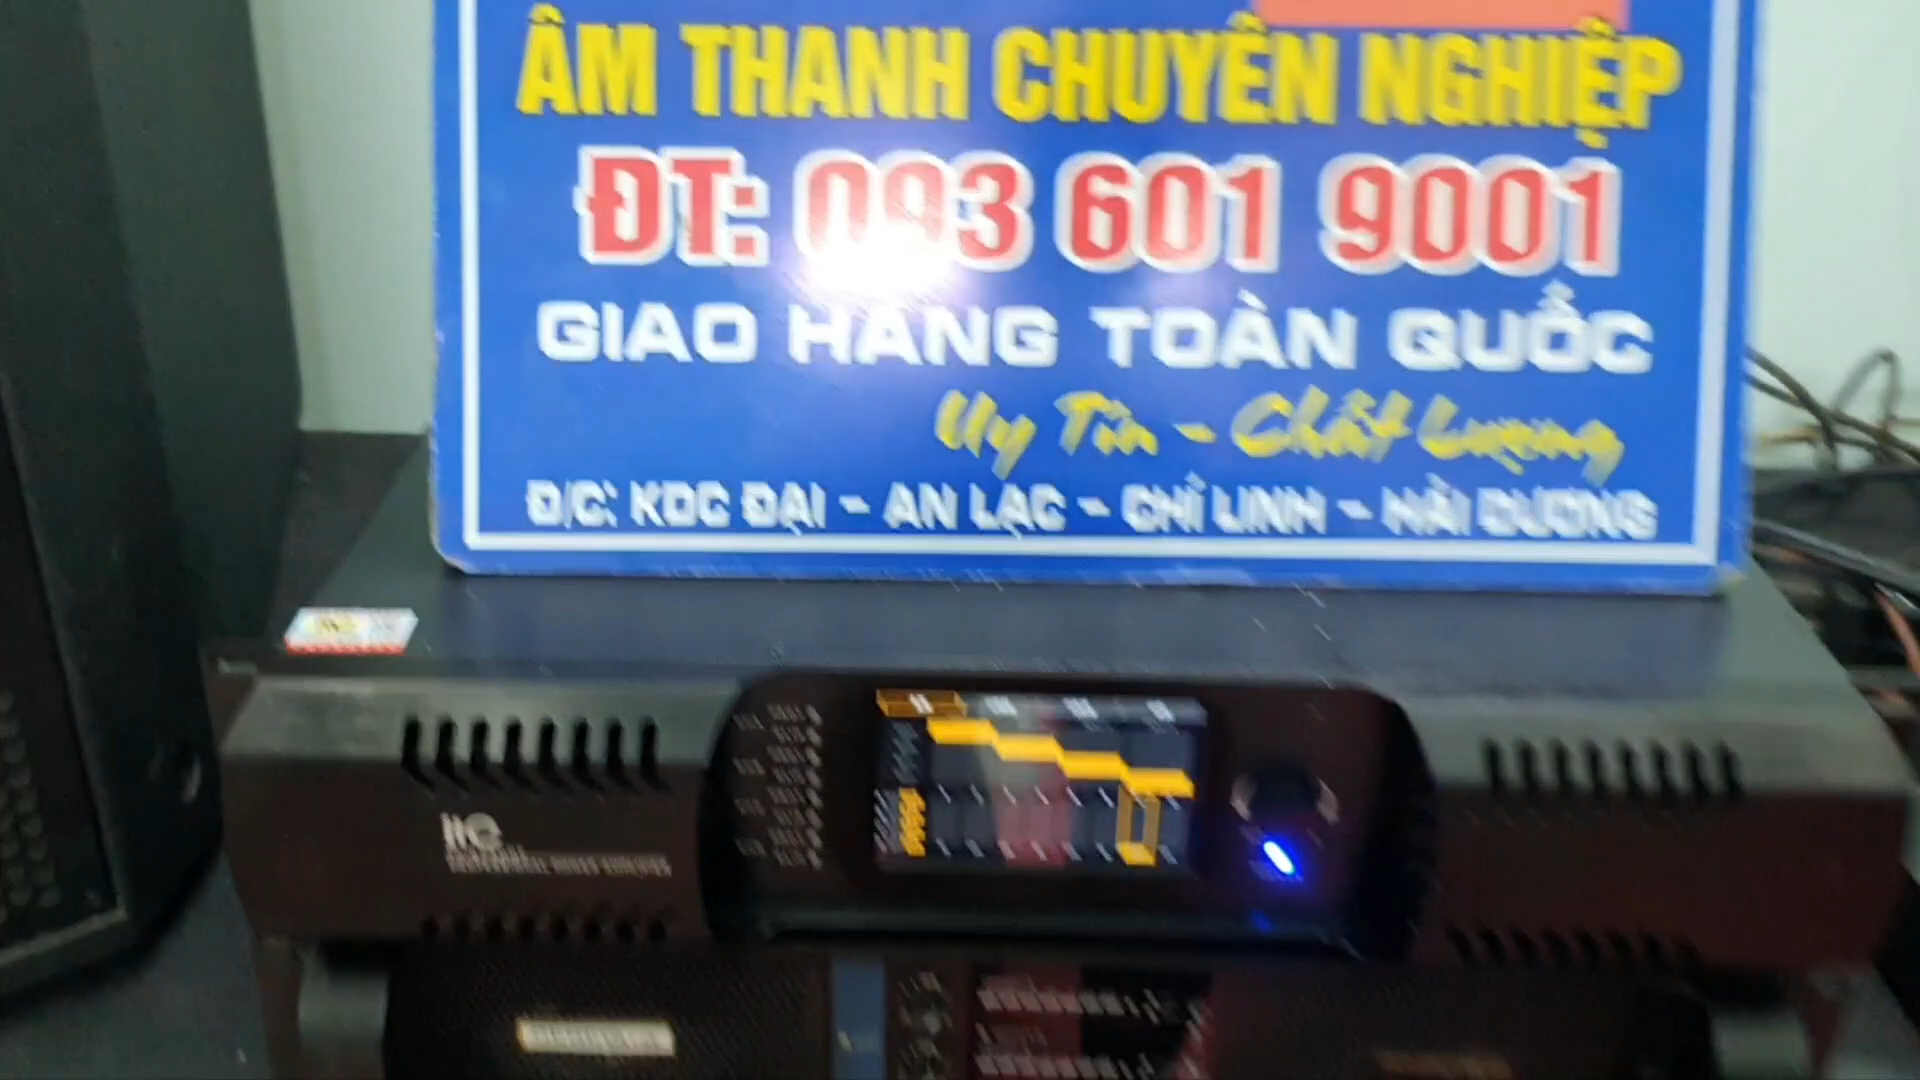 ÂM THANH CHUYÊN NGHIỆP
ĐT: 093 601 9001
GIAO HÀNG TOÀN QUỐC
Uy Tín - Chất Lượng
Đ/C: KDC ĐẠI - AN LẠC - CHÍ LINH - HẢI DƯƠNG